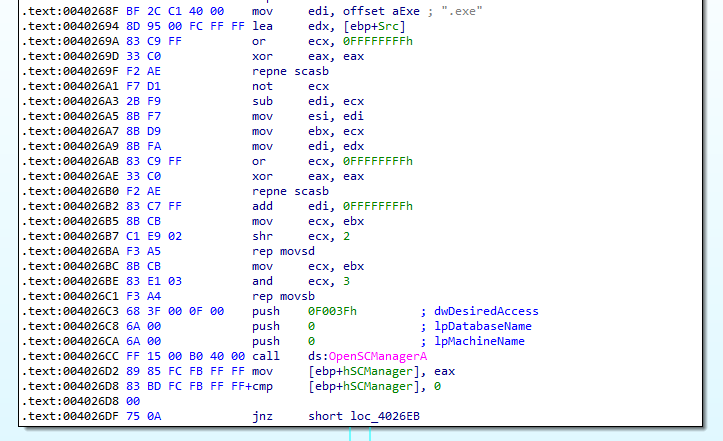 .text:0040268F BF 2C C1 40 00 mov edi, offset aExe ; ".exe"
.text:00402694 8D 95 00 FC FF FF lea edx, [ebp+Src]
.text:0040269A 83 C9 FF or ecx, 0FFFFFFFFh
.text:0040269D 33 C0 xor eax, eax
.text:0040269F F2 AE repne scasb
.text:004026A1 F7 D1 not ecx
.text:004026A3 2B F9 sub edi, ecx
.text:004026A5 8B F7 mov esi, edi
.text:004026A7 8B D9 mov ebx, ecx
.text:004026A9 8B FA mov edi, edx
.text:004026AB 83 C9 FF or ecx, 0FFFFFFFFh
.text:004026AE 33 C0 xor eax, eax
.text:004026B0 F2 AE repne scasb
.text:004026B2 83 C7 FF add edi, 0FFFFFFFFh
.text:004026B5 8B CB mov ecx, ebx
.text:004026B7 C1 E9 02 shr ecx, 2
.text:004026BA F3 A5 rep movsd
.text:004026BC 8B CB mov ecx, ebx
.text:004026BE 83 E1 03 and ecx, 3
.text:004026C1 F3 A4 rep movsb
.text:004026C3 68 3F 00 0F 00 push 0F003Fh ; dwDesiredAccess
.text:004026C8 6A 00 push 0 ; lpDatabaseName
.text:004026CA 6A 00 push 0 ; lpMachineName
.text:004026CC FF 15 00 B0 40 00 call ds:OpenSCManagerA
.text:004026D2 89 85 FC FB FF FF mov [ebp+hSCManager], eax
.text:004026D8 83 BD FC FB FF FF+cmp [ebp+hSCManager], 0
.text:004026D8 00
.text:004026DF 75 0A jnz short loc_4026EB